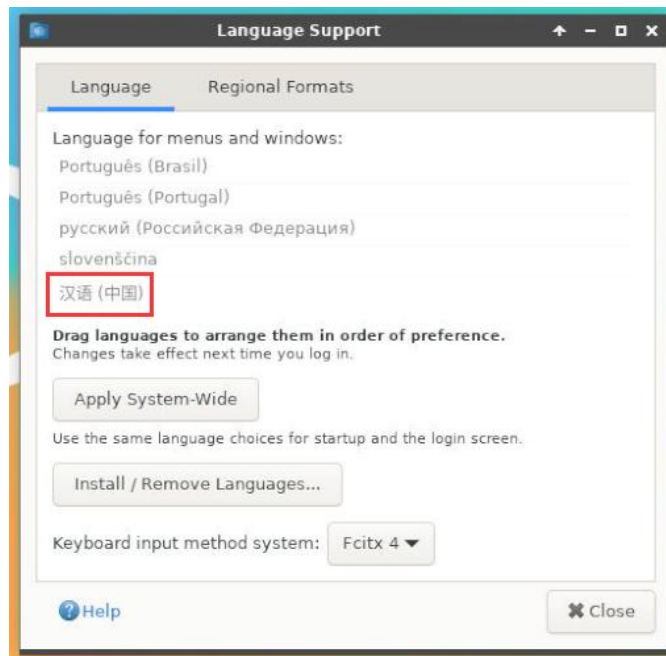 Language Support
Language Regional Formats
Language for menus and windows:
Português (Brasil)
Português (Portugal)
русский (Российская Федерация)
slovenščina
汉语 (中国)
Drag languages to arrange them in order of preference.
Changes take effect next time you log in.
Apply System-Wide
Use the same language choices for startup and the login screen.
Install / Remove Languages...
Keyboard input method system: Fcitx 4
Help Close